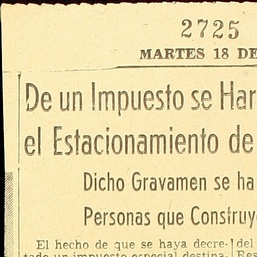 2725
MARTES 18 DE
De un Impuesto se Har
el Estacionamiento de
Dicho Gravamen se ha
Personas que Construy
El hecho de que se haya decre- del
tado un impuesto especial destina- Res